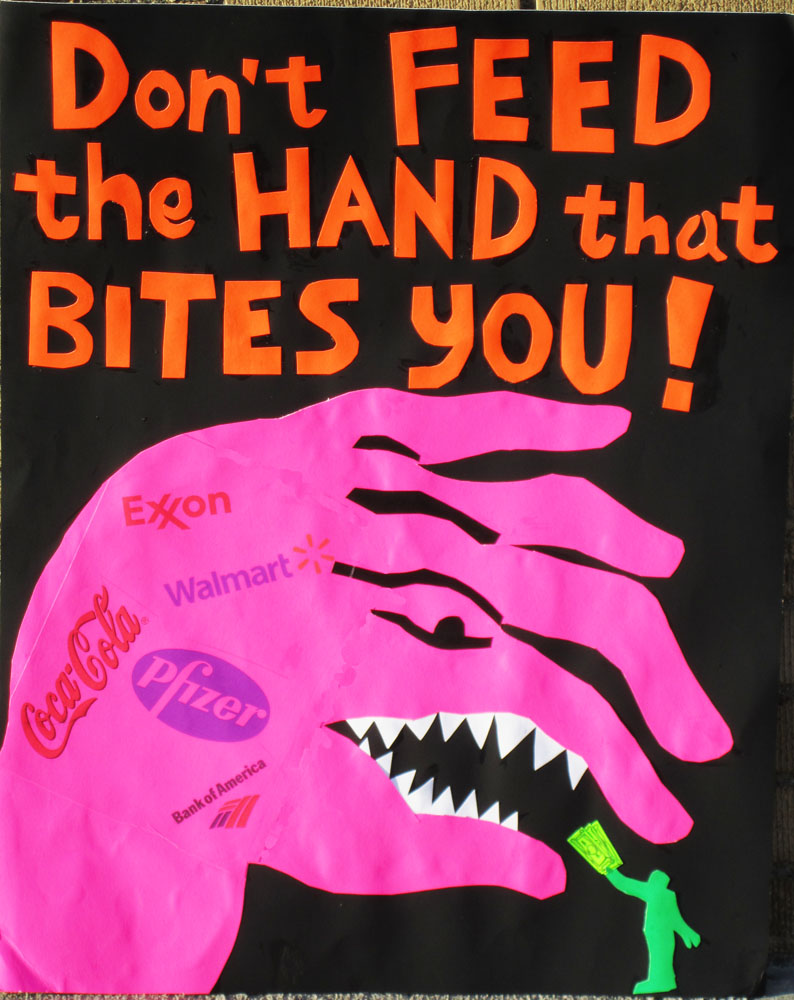 Don't FEED
the HAND that
BITES YOU!
Exxon
Walmart
Coca-Cola®
Pfizer
Bank of America